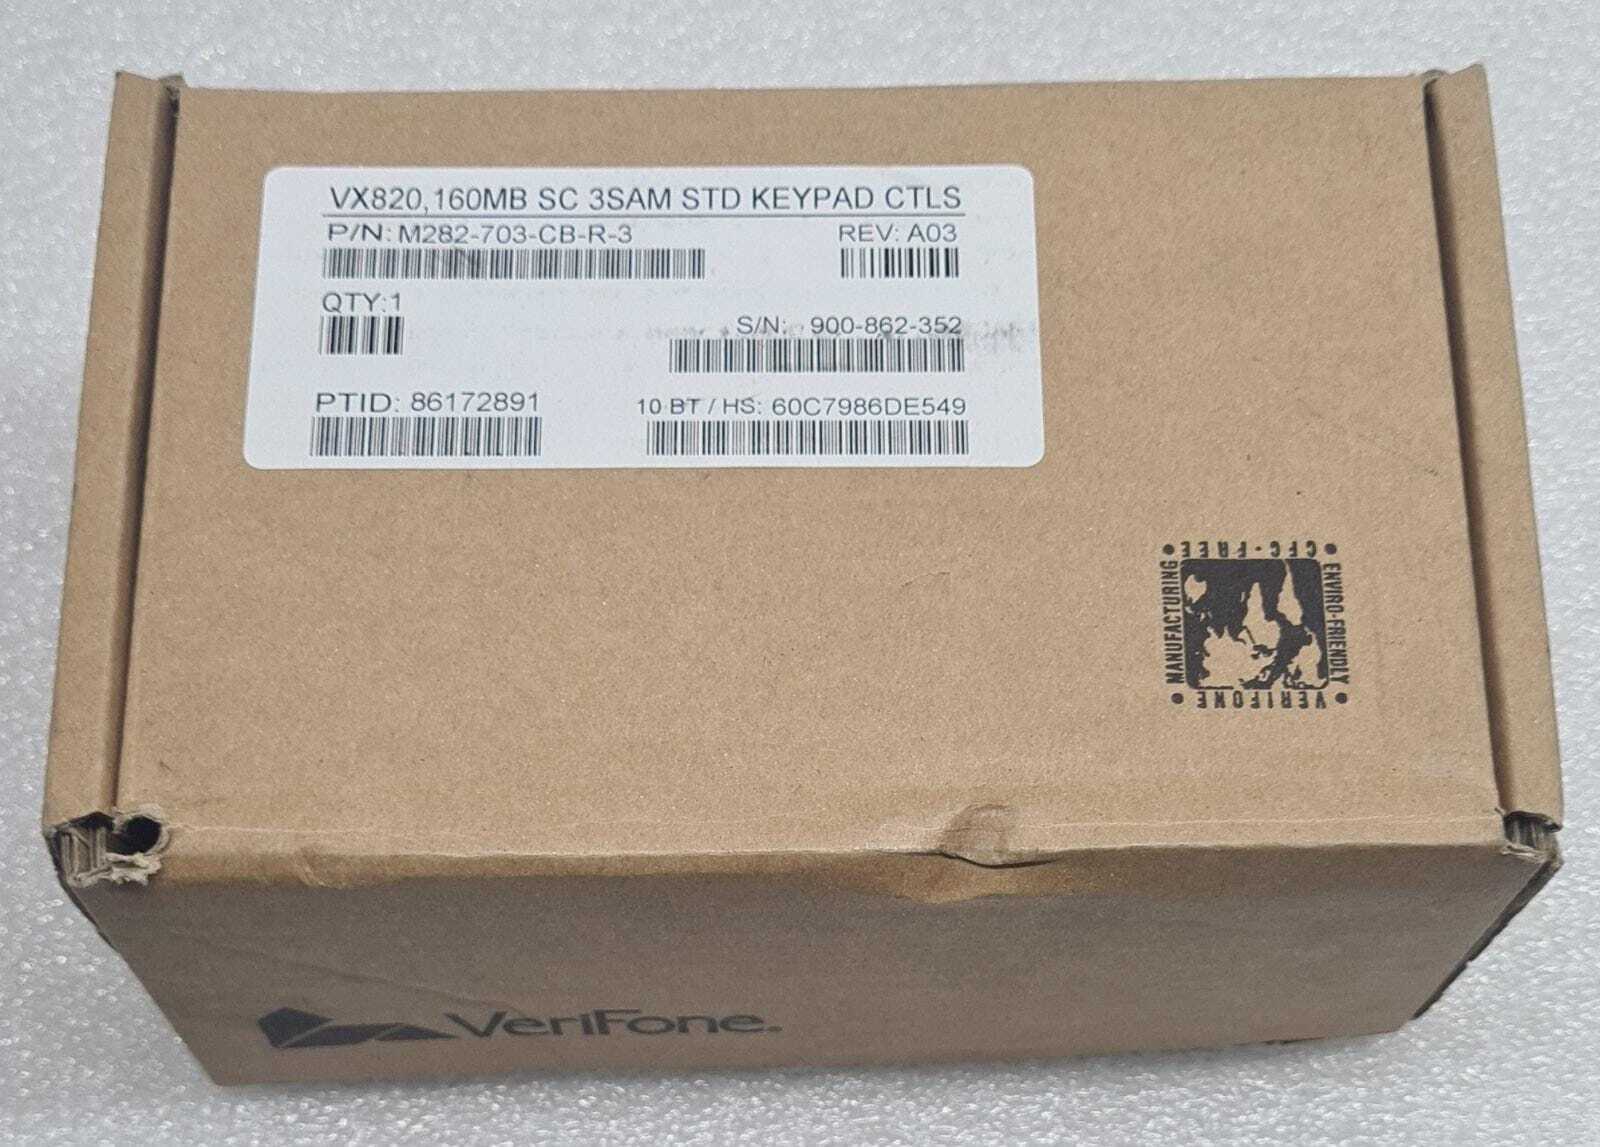 VX820,160MB SC 3SAM STD KEYPAD CTLS
P/N: M282-703-CB-R-3
REV: A03
QTY:1
S/N: 900-862-352
PTID: 86172891
10 BT / HS: 60C7986DE549
CFC-FREE
MANUFACTURING
ENVIRO-FRIENDLY
VERIFONE
VeriFone.